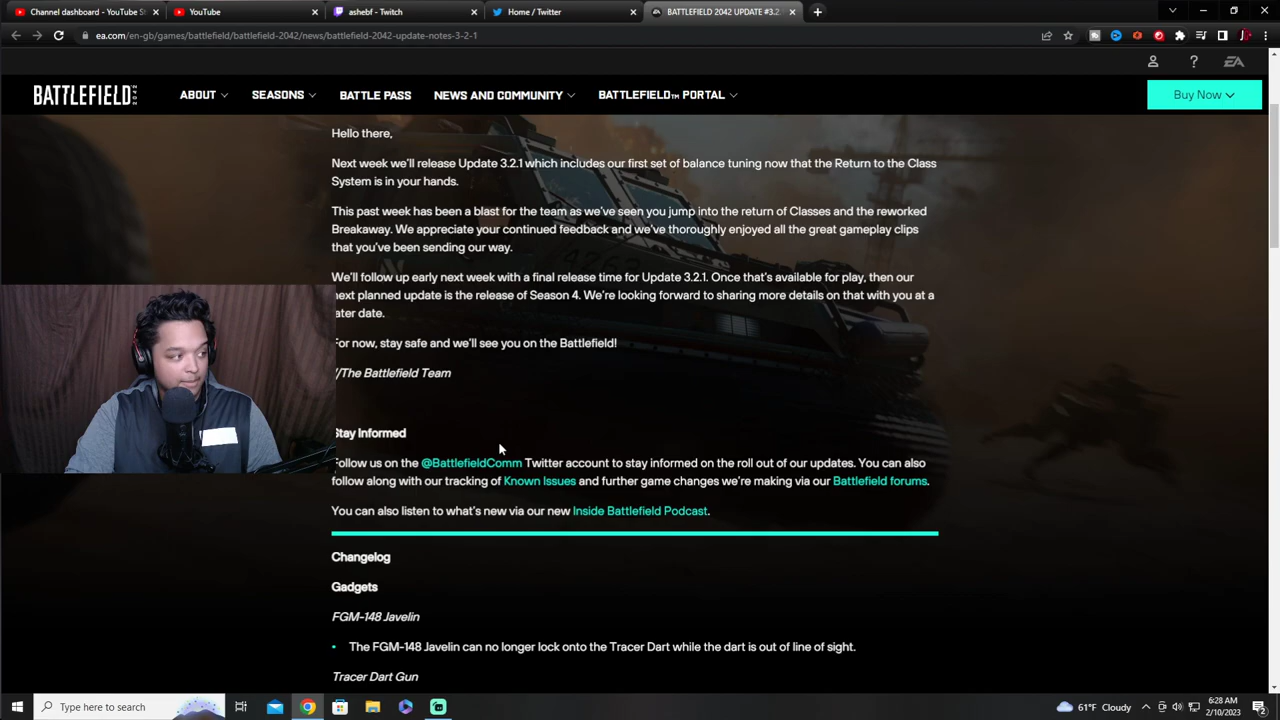 Channel dashboard - YouTube St
YouTube
ashebf - Twitch
Home / Twitter
BATTLEFIELD 2042 UPDATE #3.2.
ea.com/en-gb/games/battlefield/battlefield-2042/news/battlefield-2042-update-notes-3-2-1
BATTLEFIELD
ABOUT
SEASONS
BATTLE PASS
NEWS AND COMMUNITY
BATTLEFIELD™ PORTAL
Buy Now
Hello there,
Next week we'll release Update 3.2.1 which includes our first set of balance tuning now that the Return to the Class
System is in your hands.
This past week has been a blast for the team as we've seen you jump into the return of Classes and the reworked
Breakaway. We appreciate your continued feedback and we've thoroughly enjoyed all the great gameplay clips
that you've been sending our way.
We'll follow up early next week with a final release time for Update 3.2.1. Once that's available for play, then our
next planned update is the release of Season 4. We're looking forward to sharing more details on that with you at a
later date.
For now, stay safe and we'll see you on the Battlefield!
//The Battlefield Team
Stay Informed
Follow us on the @BattlefieldComm Twitter account to stay informed on the roll out of our updates. You can also
follow along with our tracking of Known Issues and further game changes we're making via our Battlefield forums.
You can also listen to what's new via our new Inside Battlefield Podcast.
Changelog
Gadgets
FGM-148 Javelin
• The FGM-148 Javelin can no longer lock onto the Tracer Dart while the dart is out of line of sight.
Tracer Dart Gun
Type here to search
61°F Cloudy
6:28 AM
2/10/2023
2